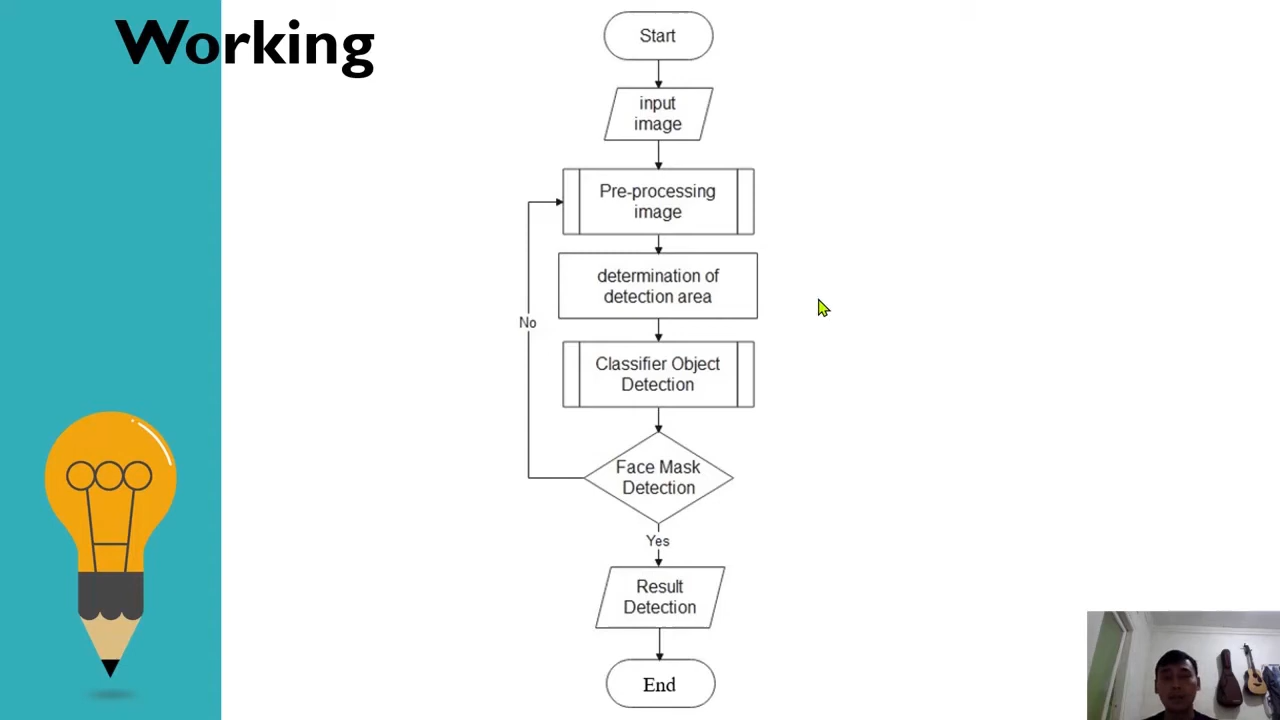 Working
Start
input
image
Pre-processing
image
determination of
detection area
No
Classifier Object
Detection
Face Mask
Detection
Yes
Result
Detection
End